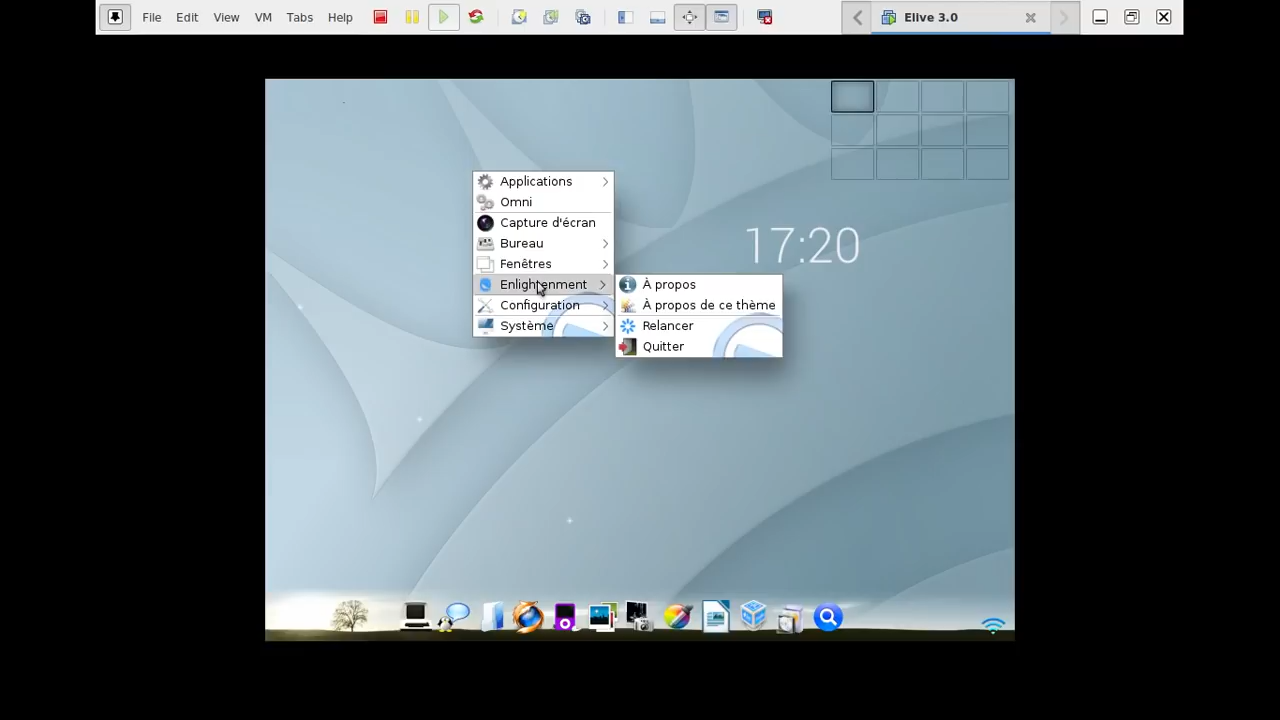 File Edit View VM Tabs Help
Elive 3.0
Applications
Omni
Capture d'écran
Bureau
Fenêtres
17:20
Enlightenment
À propos
Configuration
À propos de ce thème
Système
Relancer
Quitter